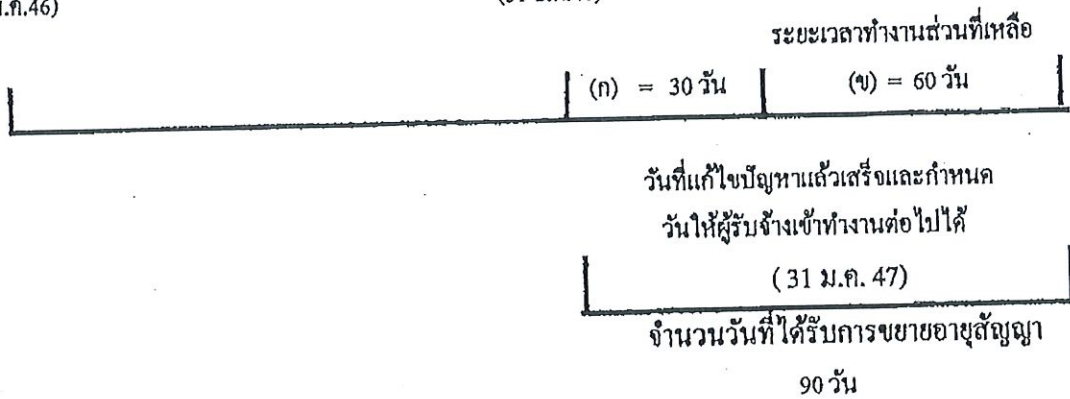 ระยะเวลาทำงานส่วนที่เหลือ
(ก) = 30 วัน (ข) = 60 วัน
วันที่แก้ไขปัญหาแล้วเสร็จและกำหนด
วันให้ผู้รับจ้างเข้าทำงานต่อไปได้
( 31 ม.ค. 47)
จำนวนวันที่ได้รับการขยายอายุสัญญา
90 วัน